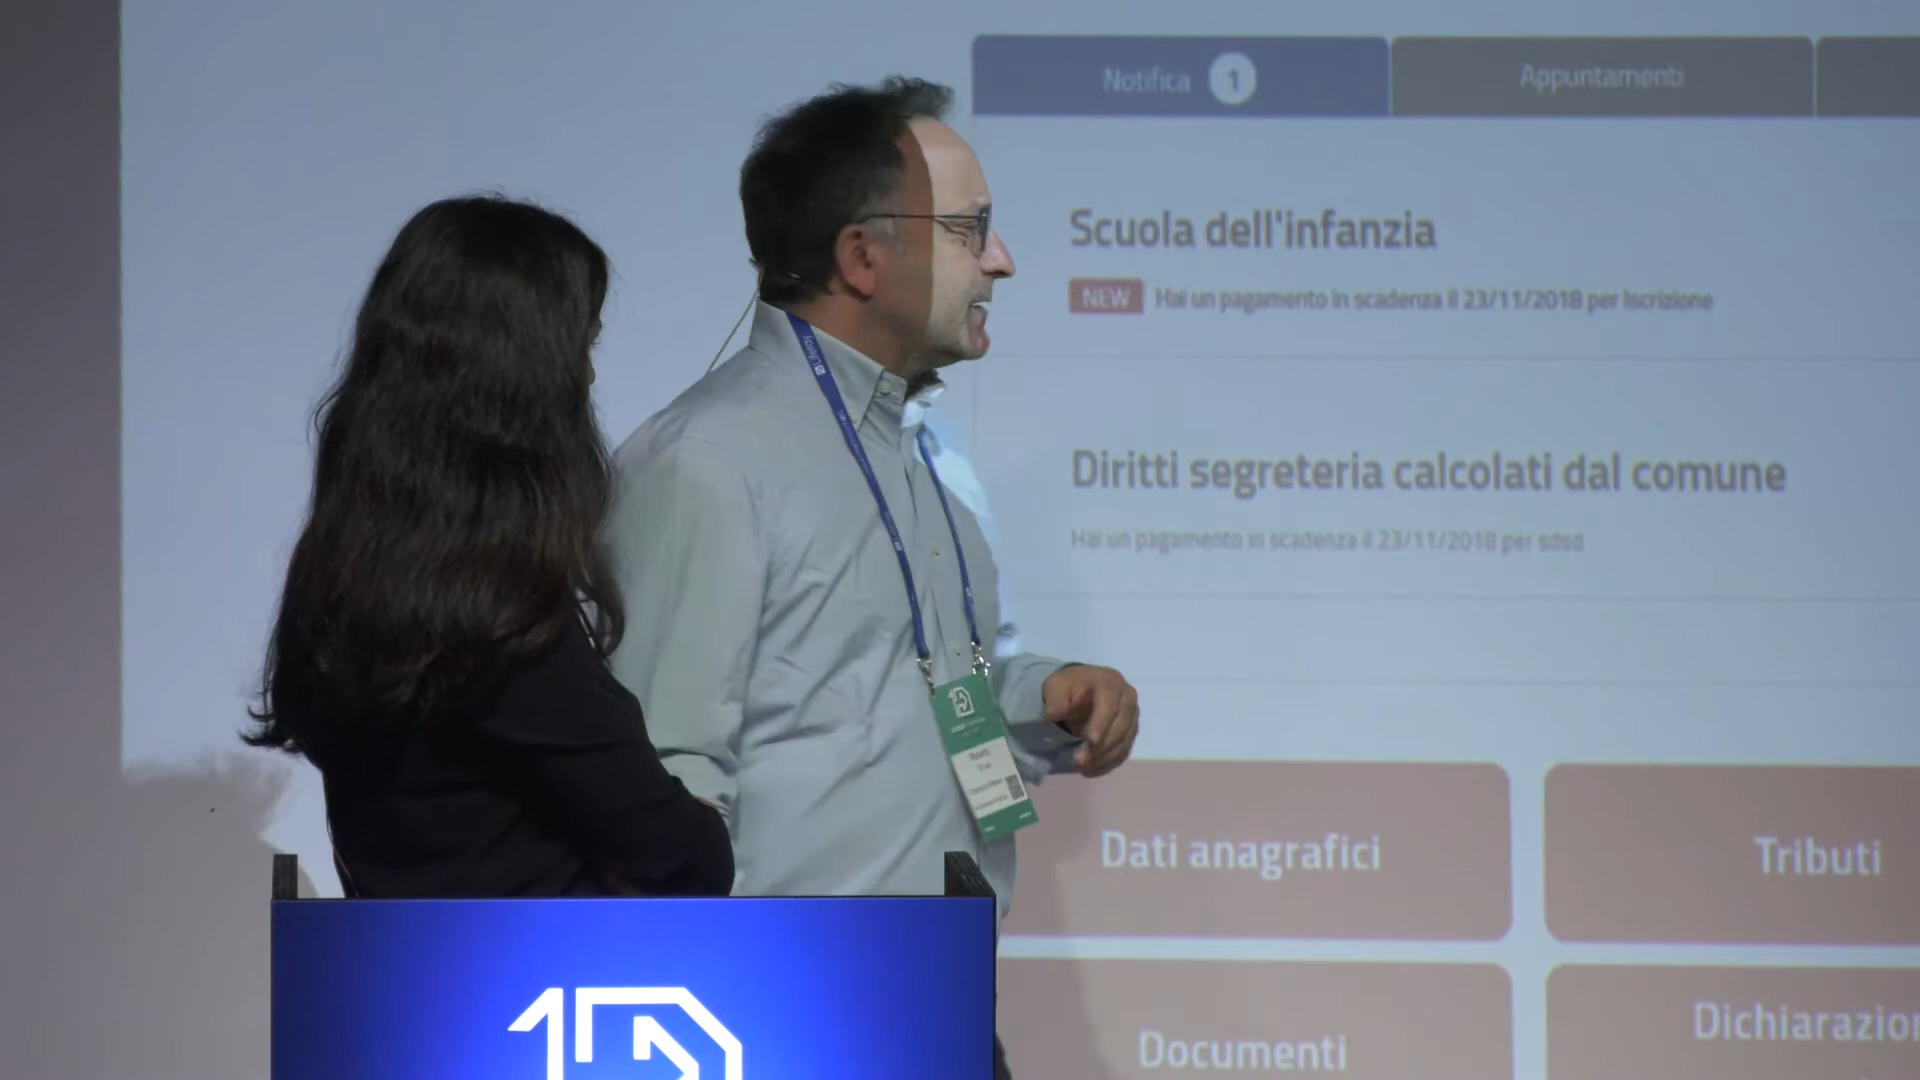 Notifica 1
Appuntamenti
Scuola dell'infanzia
NEW Hai un pagamento in scadenza il 23/11/2018 per Iscrizione
Diritti segreteria calcolati dal comune
Hai un pagamento in scadenza il 23/11/2018 per sdsd
Dati anagrafici
Tributi
Documenti
Dichiarazion
Liferay